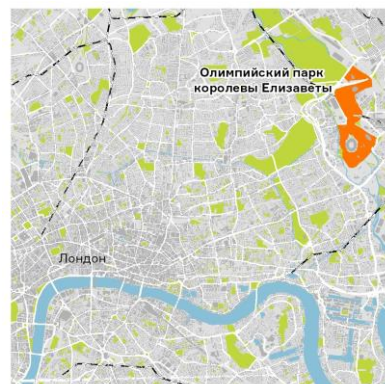 Олимпийский парк
королевы Елизаветы
Лондон